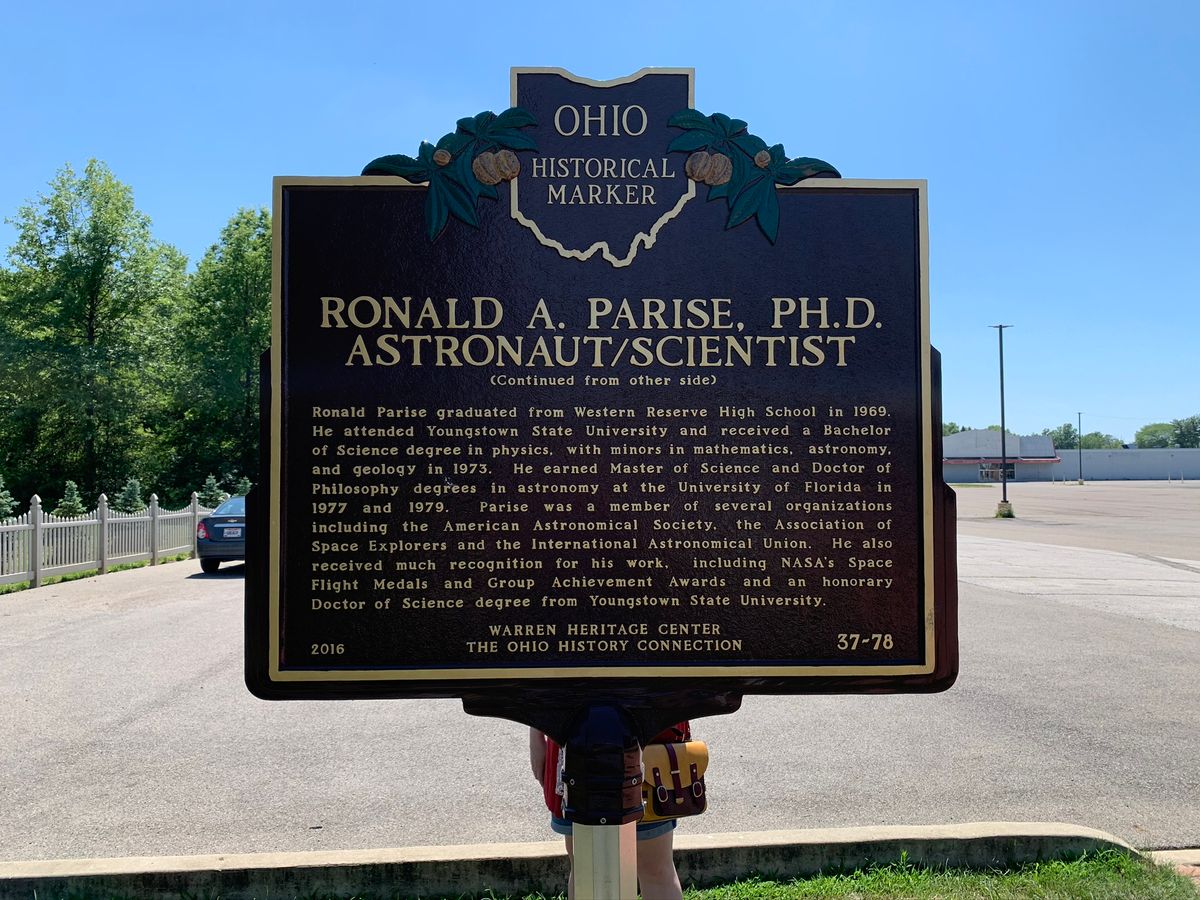 OHIO
HISTORICAL
MARKER
RONALD A. PARISE, PH.D.
ASTRONAUT/SCIENTIST
(Continued from other side)
Ronald Parise graduated from Western Reserve High School in 1969.
He attended Youngstown State University and received a Bachelor
of Science degree in physics, with minors in mathematics, astronomy,
and geology in 1973. He earned Master of Science and Doctor of
Philosophy degrees in astronomy at the University of Florida in
1977 and 1979. Parise was a member of several organizations
including the American Astronomical Society, the Association of
Space Explorers and the International Astronomical Union. He also
received much recognition for his work, including NASA's Space
Flight Medals and Group Achievement Awards and an honorary
Doctor of Science degree from Youngstown State University.
WARREN HERITAGE CENTER
THE OHIO HISTORY CONNECTION
2016
37-78